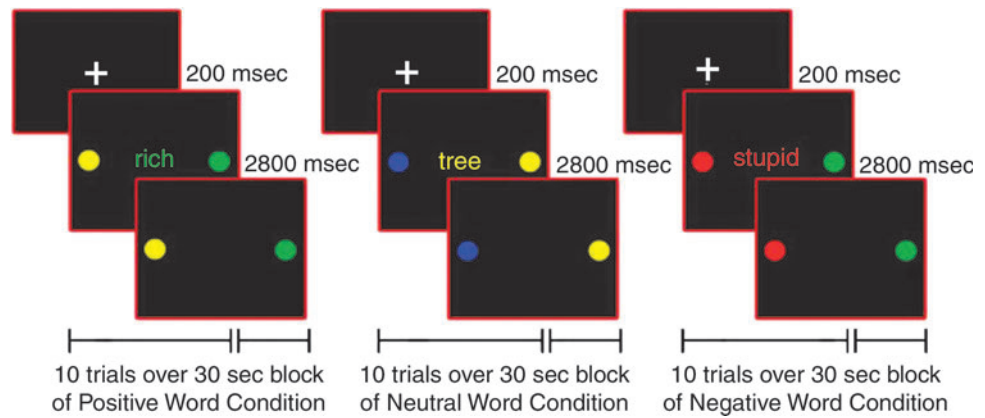 200 msec
rich
2800 msec
10 trials over 30 sec block
of Positive Word Condition
200 msec
tree
2800 msec
10 trials over 30 sec block
of Neutral Word Condition
200 msec
stupid
2800 msec
10 trials over 30 sec block
of Negative Word Condition